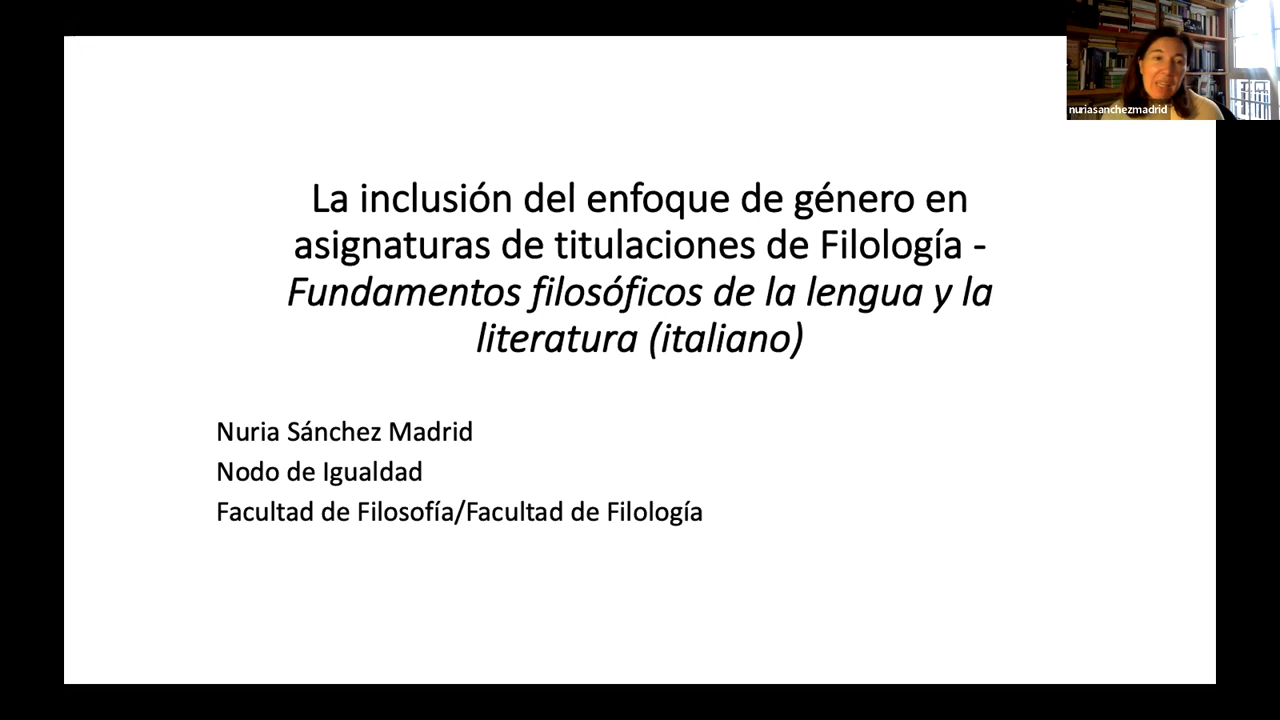 nuriasanchezmadrid
La inclusión del enfoque de género en
asignaturas de titulaciones de Filología -
Fundamentos filosóficos de la lengua y la
literatura (italiano)
Nuria Sánchez Madrid
Nodo de Igualdad
Facultad de Filosofía/Facultad de Filología